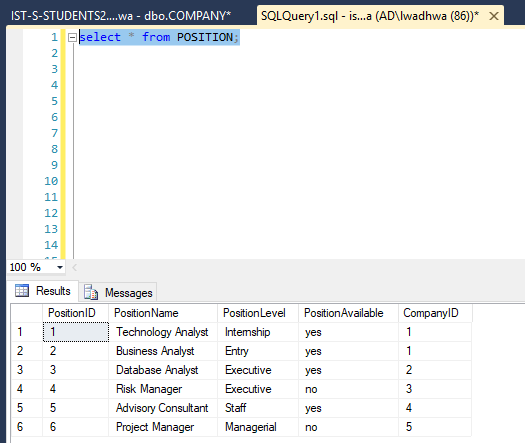 IST-S-STUDENTS2....wa - dbo.COMPANY* SQLQuery1.sql - is...a (AD\lwadhwa (86))* ✕
1 select * from POSITION;
2
3
4
5
6
7
8
9
10
11
12
13
14
100 %
Results Messages
PositionID PositionName PositionLevel PositionAvailable CompanyID
1 1 Technology Analyst Internship yes 1
2 2 Business Analyst Entry yes 1
3 3 Database Analyst Executive yes 2
4 4 Risk Manager Executive no 3
5 5 Advisory Consultant Staff yes 4
6 6 Project Manager Managerial no 5